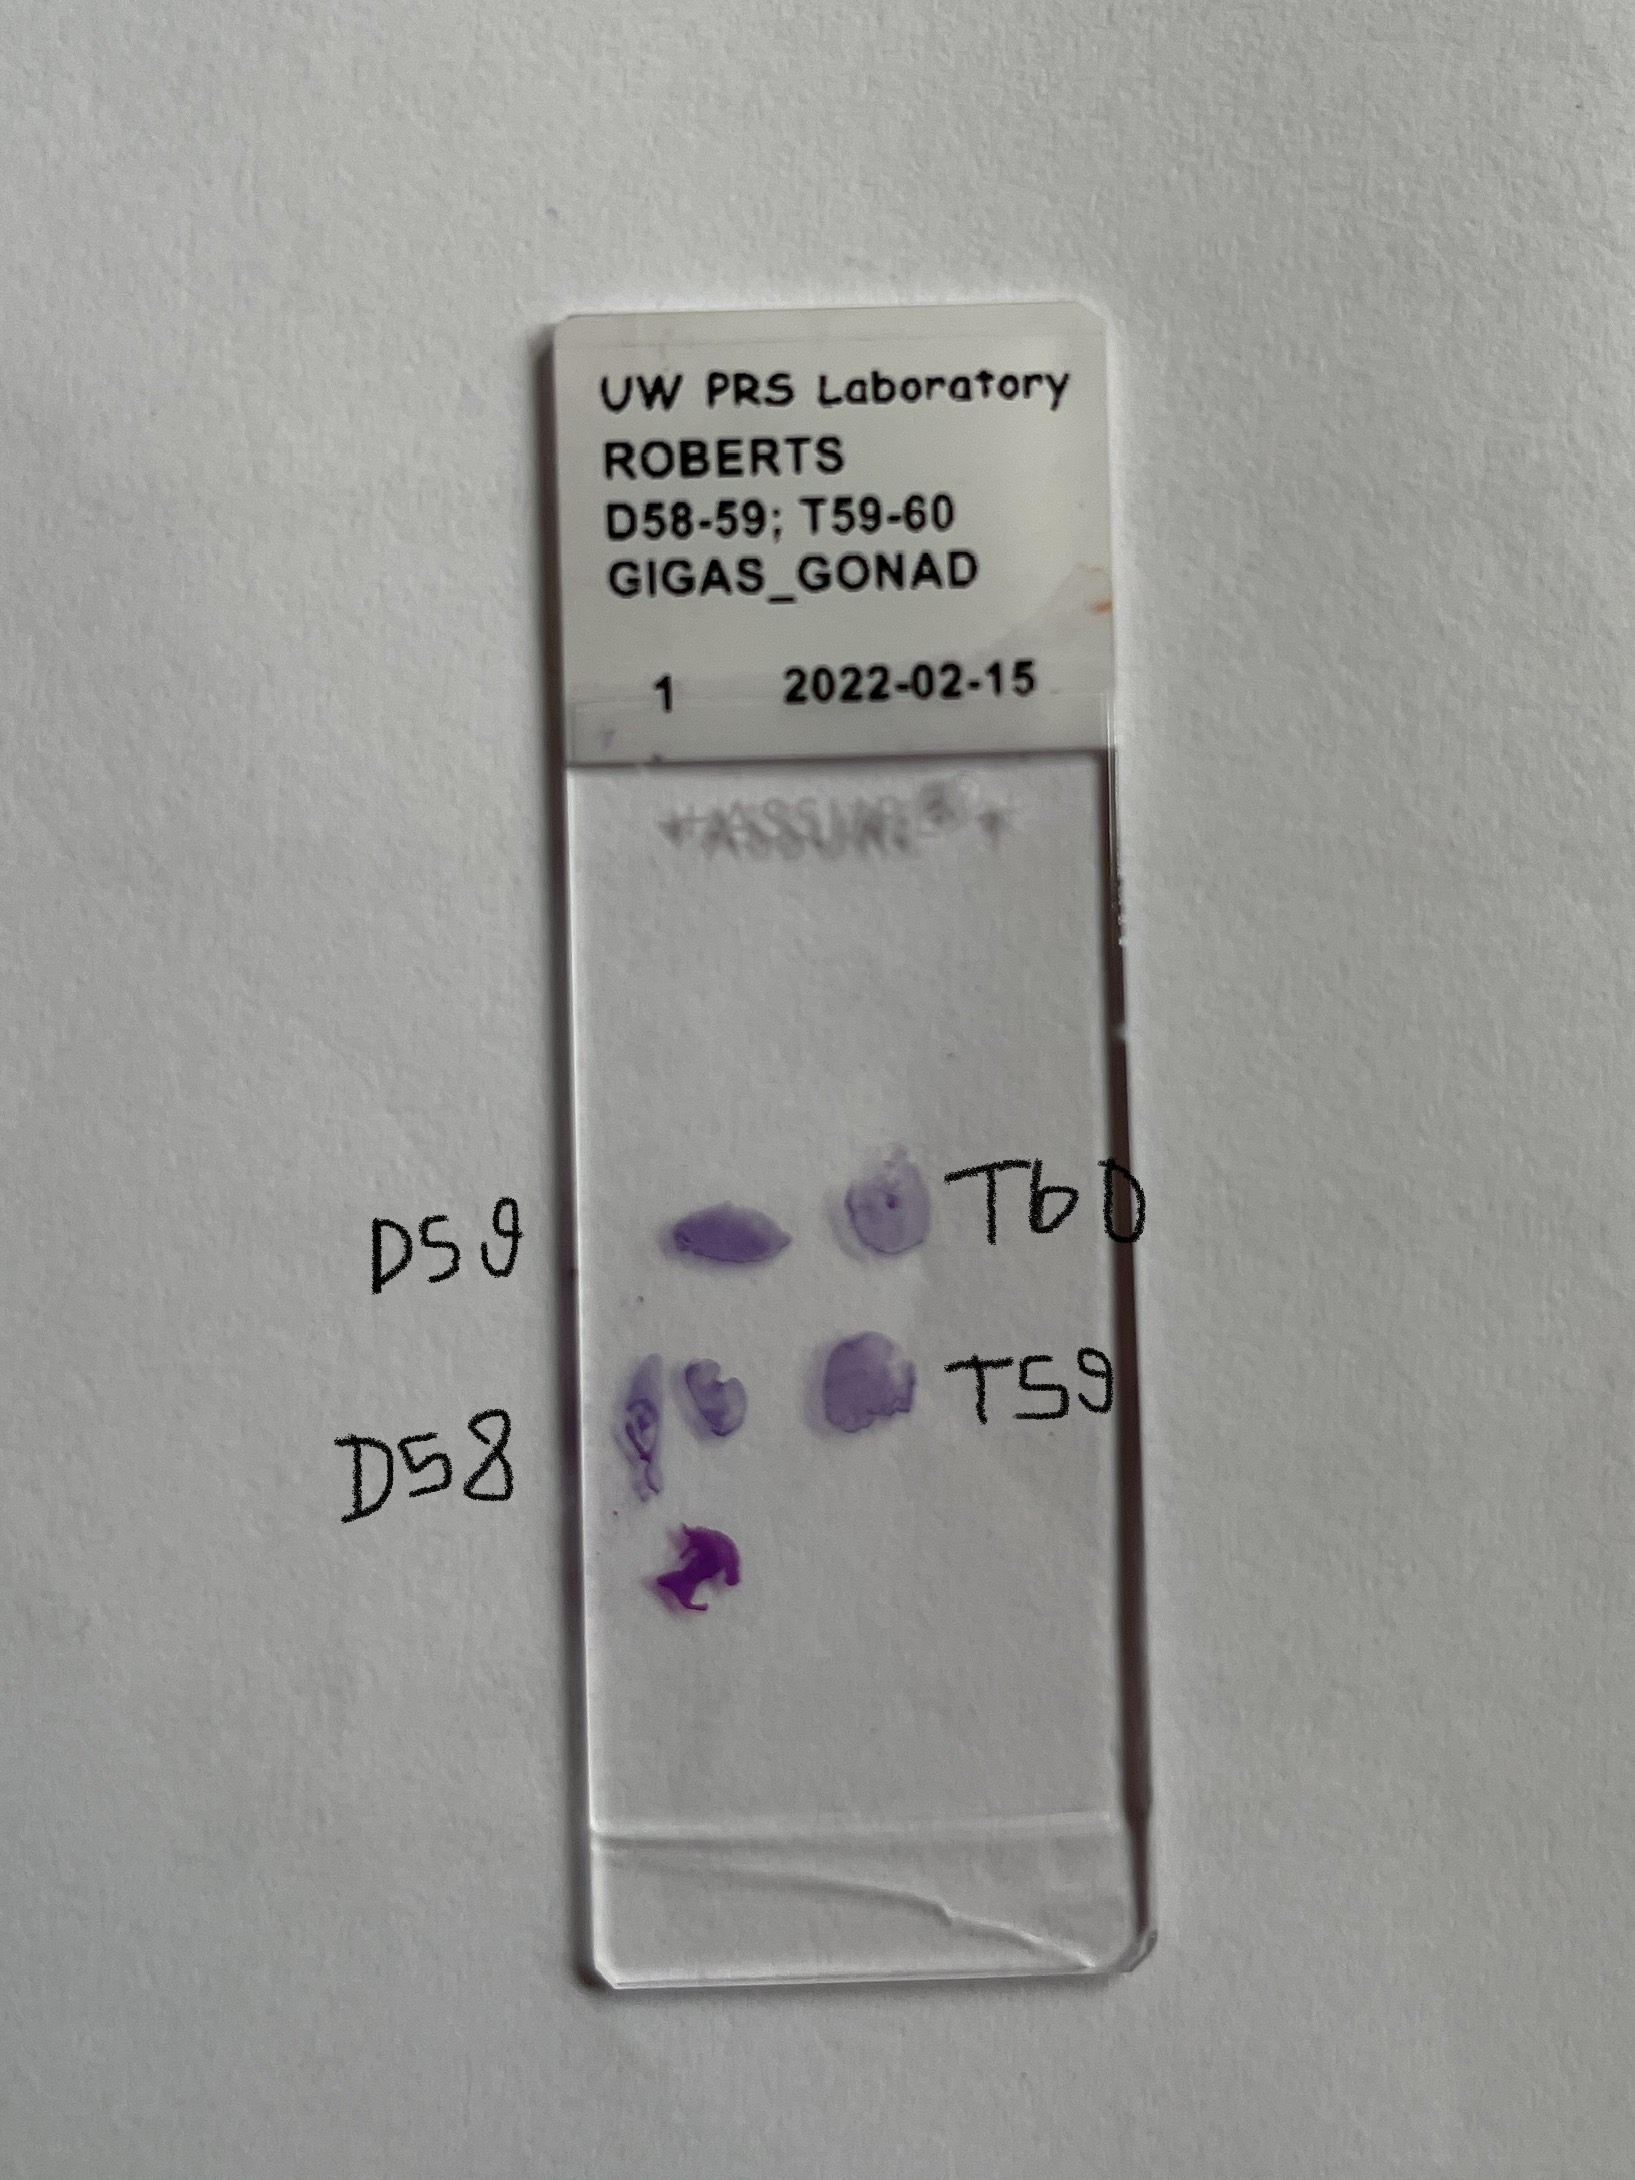 UW PRS Laboratory
ROBERTS
D58-59; T59-60
GIGAS_GONAD
1 2022-02-15
D59 T60
D58 T59